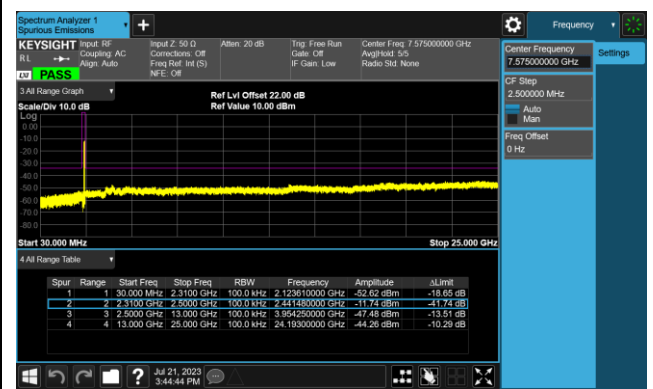 Spectrum Analyzer 1
Spurious Emissions
+
Frequency
KEYSIGHT
RL
LXI PASS
Input: RF
Coupling: AC
Align: Auto
Input Z: 50 Ω
Corrections: Off
Freq Ref: Int (S)
NFE: Off
Atten: 20 dB
Trig: Free Run
Gate: Off
IF Gain: Low
Center Freq: 7.575000000 GHz
Avg|Hold: 5/5
Radio Std: None
Center Frequency
7.575000000 GHz
Settings
CF Step
2.500000 MHz
Auto
Man
Freq Offset
0 Hz
3 All Range Graph
Scale/Div 10.0 dB
Ref Lvl Offset 22.00 dB
Ref Value 10.00 dBm
Log
0.00
-10.0
-20.0
-30.0
-40.0
-50.0
-60.0
-70.0
-80.0
Start 30.000 MHz
Stop 25.000 GHz
4 All Range Table
Spur Range Start Freq Stop Freq RBW Frequency Amplitude ΔLimit
1 1 30.000 MHz 2.3100 GHz 100.0 kHz 2.123610000 GHz -52.62 dBm -18.65 dB
2 2 2.3100 GHz 2.5000 GHz 100.0 kHz 2.441480000 GHz -11.74 dBm -41.74 dB
3 3 2.5000 GHz 13.000 GHz 100.0 kHz 3.954250000 GHz -47.48 dBm -13.51 dB
4 4 13.000 GHz 25.000 GHz 100.0 kHz 24.19300000 GHz -44.26 dBm -10.29 dB
?
Jul 21, 2023
3:44:44 PM